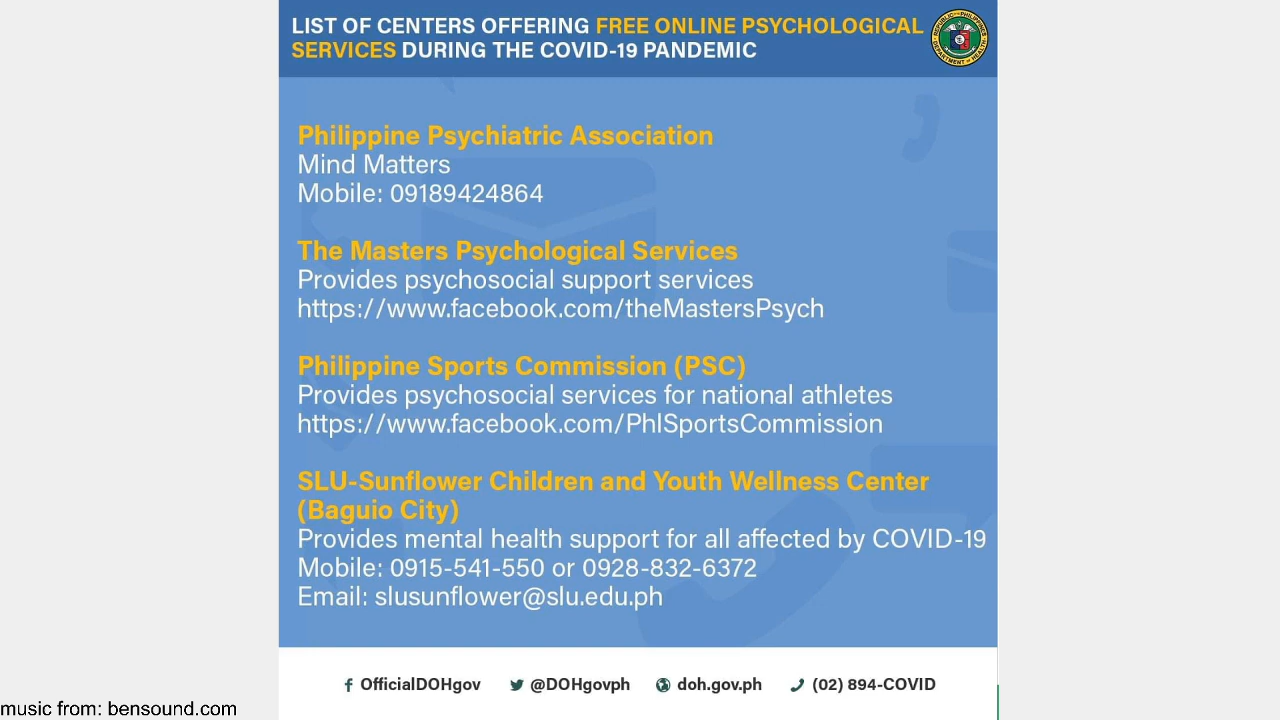 LIST OF CENTERS OFFERING FREE ONLINE PSYCHOLOGICAL
SERVICES DURING THE COVID-19 PANDEMIC
Philippine Psychiatric Association
Mind Matters
Mobile: 09189424864
The Masters Psychological Services
Provides psychosocial support services
https://www.facebook.com/theMastersPsych
Philippine Sports Commission (PSC)
Provides psychosocial services for national athletes
https://www.facebook.com/PhlSportsCommission
SLU-Sunflower Children and Youth Wellness Center
(Baguio City)
Provides mental health support for all affected by COVID-19
Mobile: 0915-541-550 or 0928-832-6372
Email: slusunflower@slu.edu.ph
OfficialDOHgov @DOHgovph doh.gov.ph (02) 894-COVID
music from: bensound.com